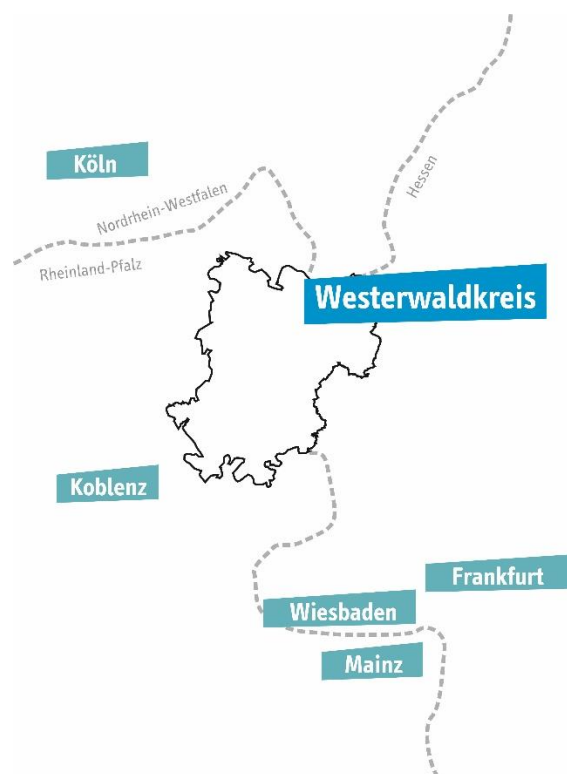 Köln
Nordrhein-Westfalen
Hessen
Rheinland-Pfalz
Westerwaldkreis
Koblenz
Frankfurt
Wiesbaden
Mainz